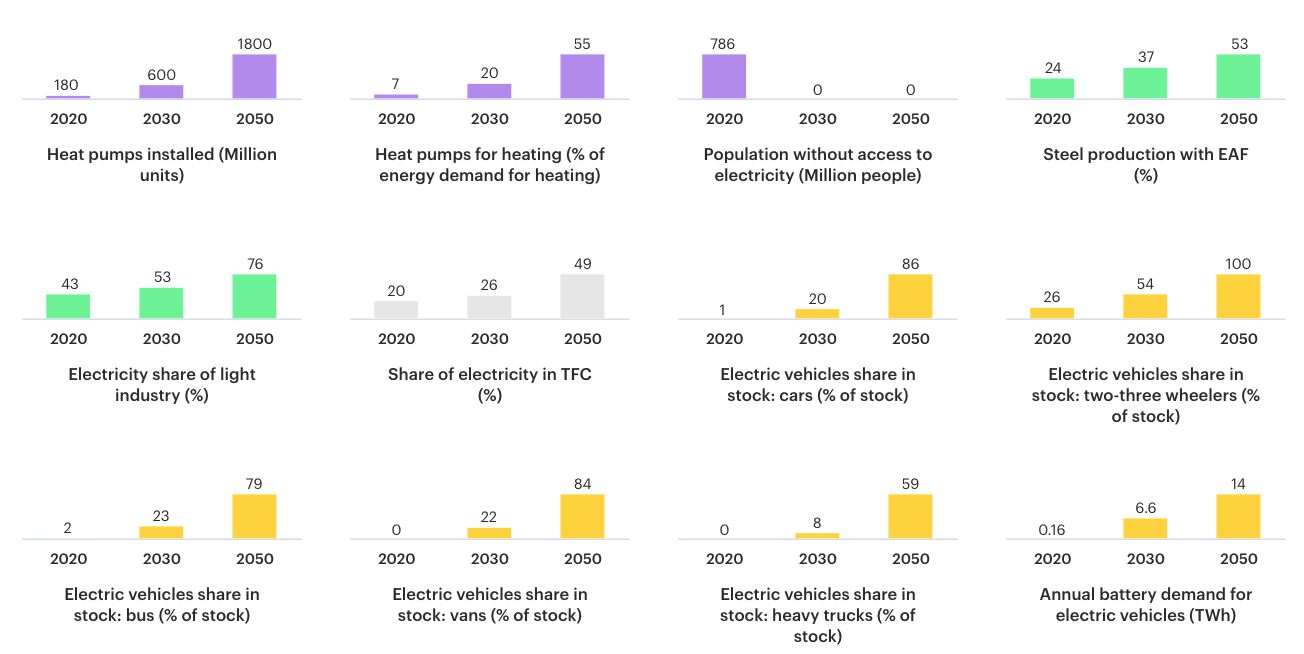 180 600 1800
2020 2030 2050
Heat pumps installed (Million
units)
7 20 55
2020 2030 2050
Heat pumps for heating (% of
energy demand for heating)
786 0 0
2020 2030 2050
Population without access to
electricity (Million people)
24 37 53
2020 2030 2050
Steel production with EAF
(%)
43 53 76
2020 2030 2050
Electricity share of light
industry (%)
20 26 49
2020 2030 2050
Share of electricity in TFC
(%)
1 20 86
2020 2030 2050
Electric vehicles share in
stock: cars (% of stock)
26 54 100
2020 2030 2050
Electric vehicles share in
stock: two-three wheelers (%
of stock)
2 23 79
2020 2030 2050
Electric vehicles share in
stock: bus (% of stock)
0 22 84
2020 2030 2050
Electric vehicles share in
stock: vans (% of stock)
0 8 59
2020 2030 2050
Electric vehicles share in
stock: heavy trucks (% of
stock)
0.16 6.6 14
2020 2030 2050
Annual battery demand for
electric vehicles (TWh)